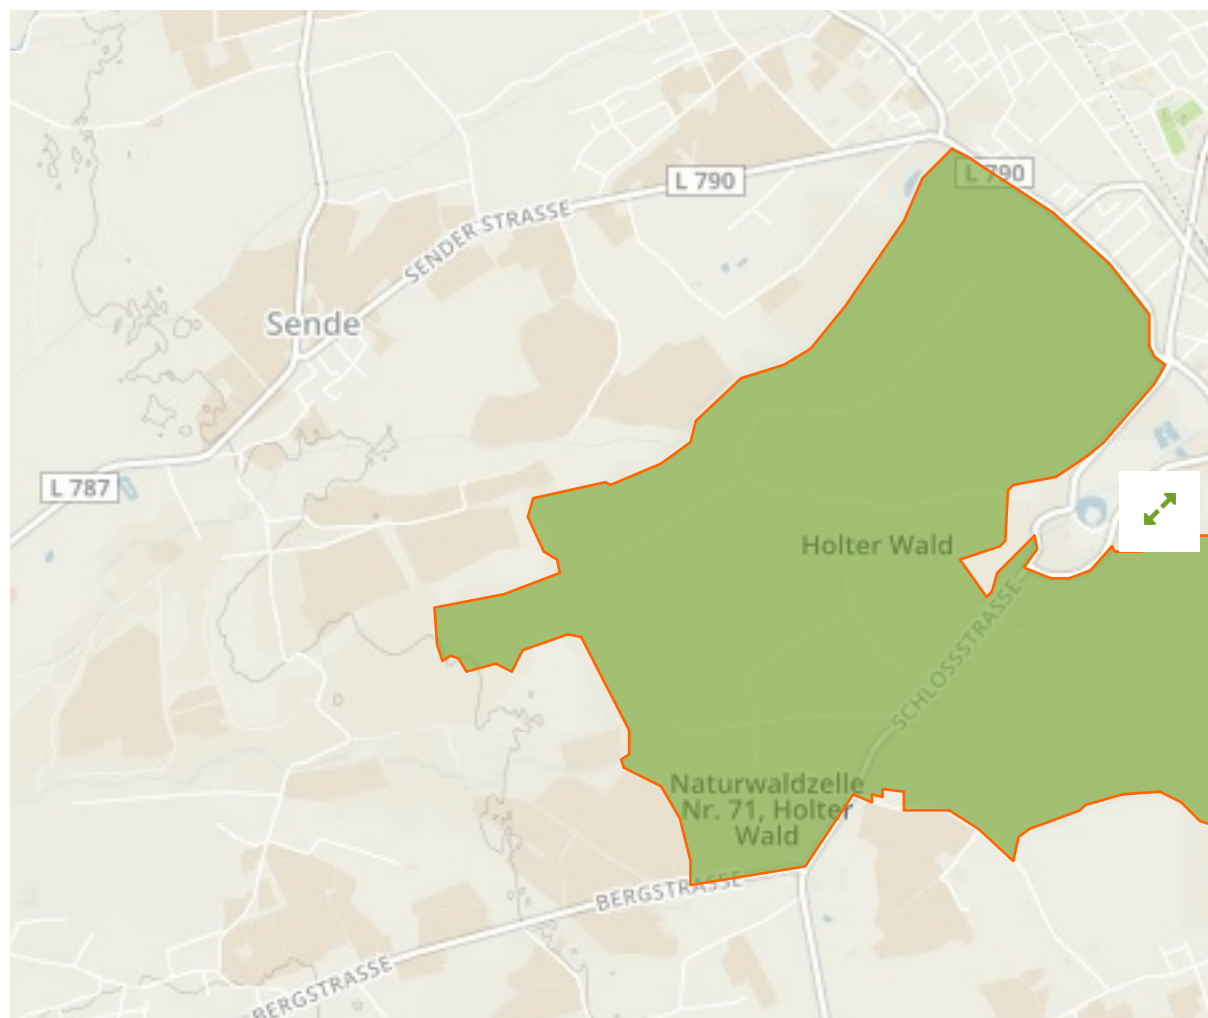 L 790
L 790
SENDER STRASSE
Sende
L 787
Holter Wald
SCHLOSSSTRASSE
Naturwaldzelle
Nr. 71, Holter
Wald
BERGSTRASSE
BERGSTRASSE